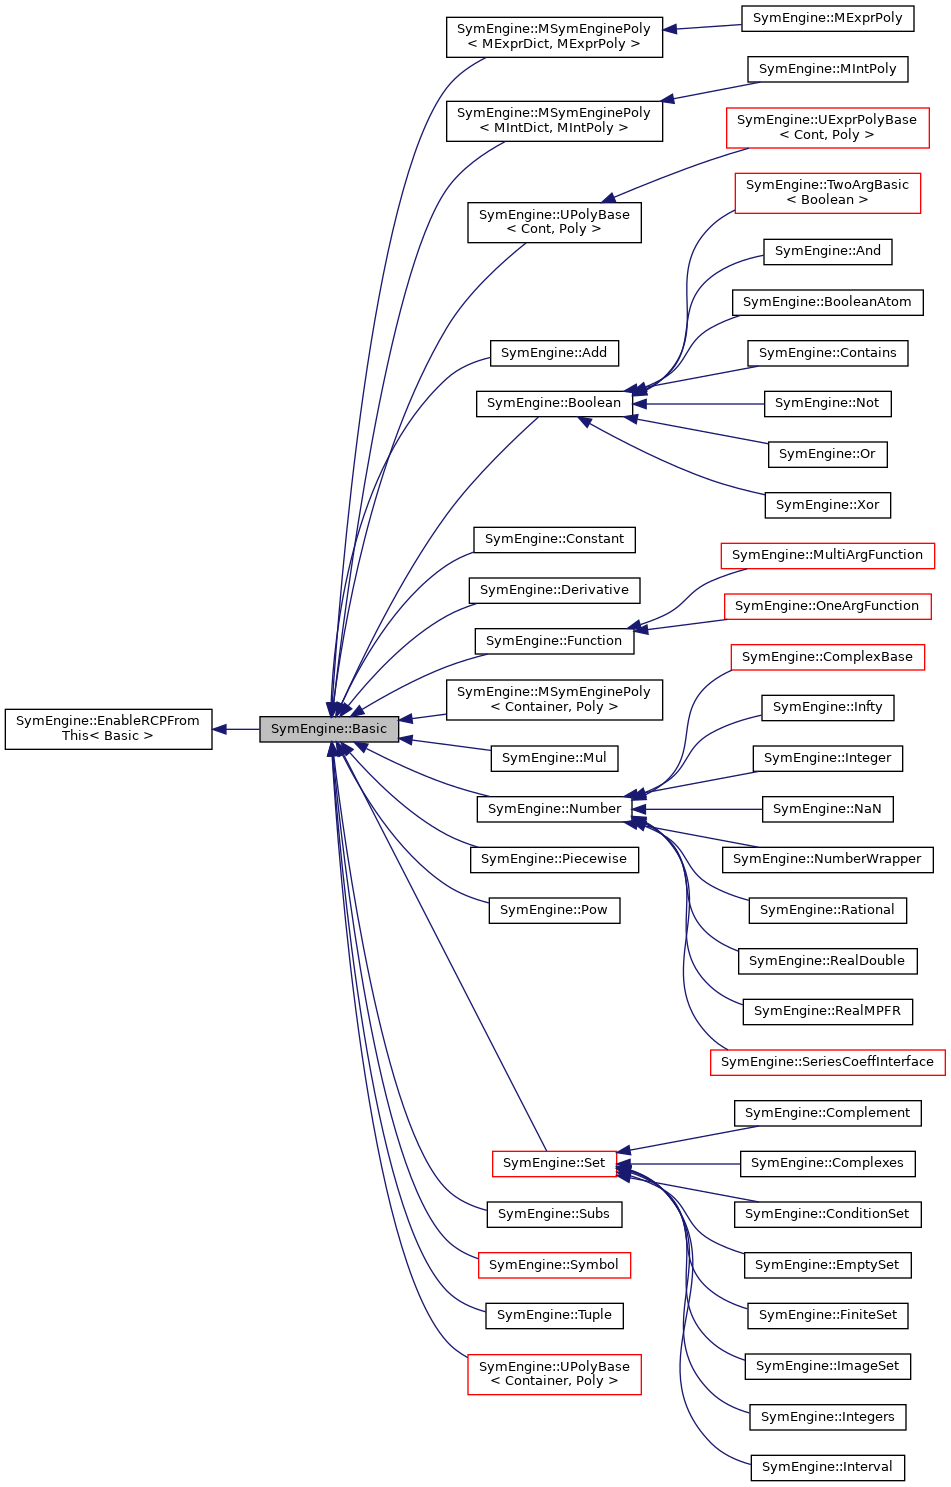 SymEngine::EnableRCPFrom
This< Basic >
SymEngine::Basic
SymEngine::MSymEnginePoly
< MExprDict, MExprPoly >
SymEngine::MSymEnginePoly
< MIntDict, MIntPoly >
SymEngine::UPolyBase
< Cont, Poly >
SymEngine::Add
SymEngine::Boolean
SymEngine::Constant
SymEngine::Derivative
SymEngine::Function
SymEngine::MSymEnginePoly
< Container, Poly >
SymEngine::Mul
SymEngine::Number
SymEngine::Piecewise
SymEngine::Pow
SymEngine::Set
SymEngine::Subs
SymEngine::Symbol
SymEngine::Tuple
SymEngine::UPolyBase
< Container, Poly >
SymEngine::MExprPoly
SymEngine::MIntPoly
SymEngine::UExprPolyBase
< Cont, Poly >
SymEngine::TwoArgBasic
< Boolean >
SymEngine::And
SymEngine::BooleanAtom
SymEngine::Contains
SymEngine::Not
SymEngine::Or
SymEngine::Xor
SymEngine::MultiArgFunction
SymEngine::OneArgFunction
SymEngine::ComplexBase
SymEngine::Infty
SymEngine::Integer
SymEngine::NaN
SymEngine::NumberWrapper
SymEngine::Rational
SymEngine::RealDouble
SymEngine::RealMPFR
SymEngine::SeriesCoeffInterface
SymEngine::Complement
SymEngine::Complexes
SymEngine::ConditionSet
SymEngine::EmptySet
SymEngine::FiniteSet
SymEngine::ImageSet
SymEngine::Integers
SymEngine::Interval